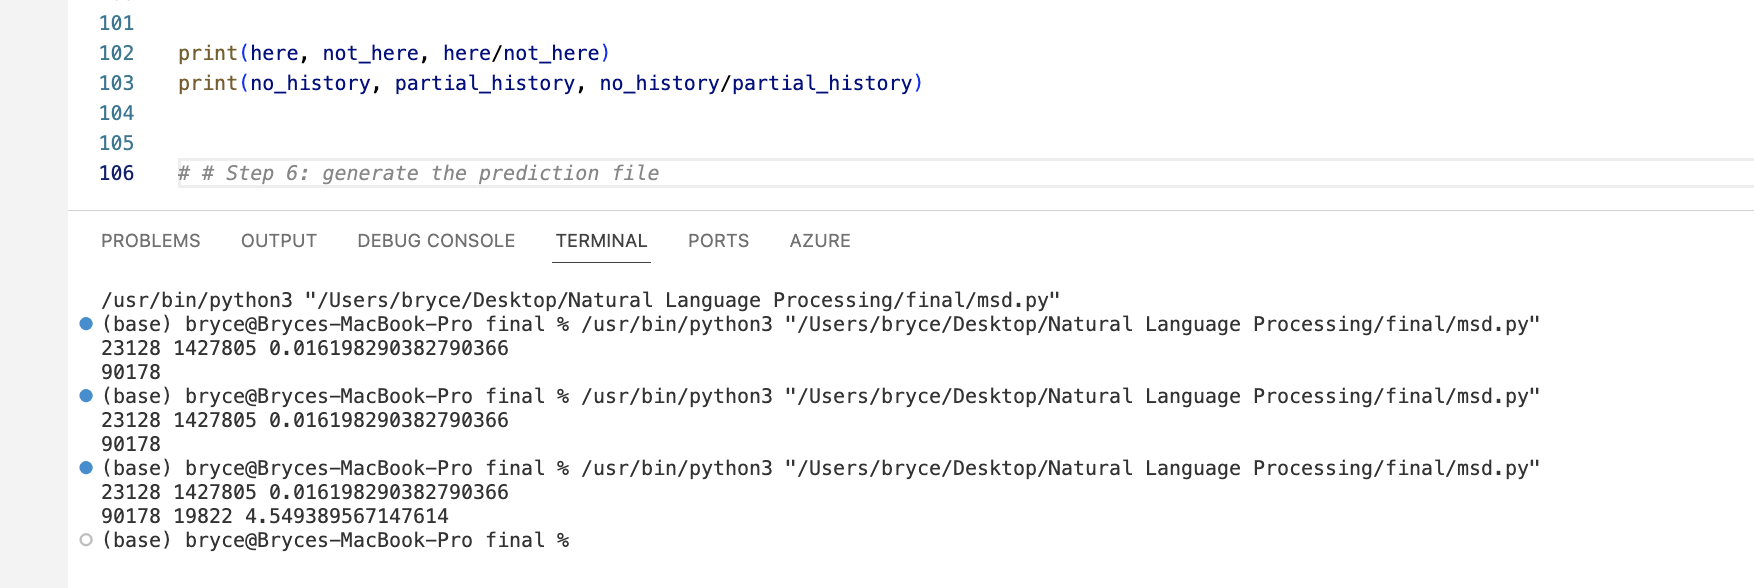 101
102 print(here, not_here, here/not_here)
103 print(no_history, partial_history, no_history/partial_history)
104
105
106 # # Step 6: generate the prediction file
PROBLEMS OUTPUT DEBUG CONSOLE TERMINAL PORTS AZURE
/usr/bin/python3 "/Users/bryce/Desktop/Natural Language Processing/final/msd.py"
(base) bryce@Bryces-MacBook-Pro final % /usr/bin/python3 "/Users/bryce/Desktop/Natural Language Processing/final/msd.py"
23128 1427805 0.016198290382790366
90178
(base) bryce@Bryces-MacBook-Pro final % /usr/bin/python3 "/Users/bryce/Desktop/Natural Language Processing/final/msd.py"
23128 1427805 0.016198290382790366
90178
(base) bryce@Bryces-MacBook-Pro final % /usr/bin/python3 "/Users/bryce/Desktop/Natural Language Processing/final/msd.py"
23128 1427805 0.016198290382790366
90178 19822 4.549389567147614
(base) bryce@Bryces-MacBook-Pro final %